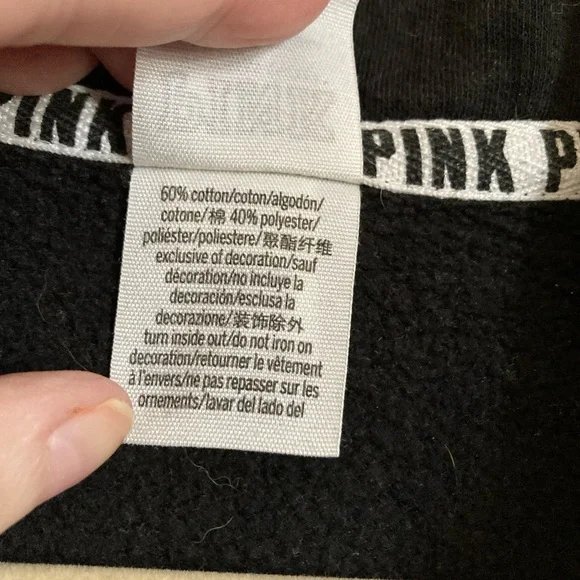 PINK
PINK P
60% cotton/coton/algodón/
cotone/棉 40% polyester/
poliéster/poliestere/聚酯纤维
exclusive of decoration/sauf
décoration/no incluye la
decoración/esclusa la
decorazione/装饰除外
turn inside out/do not iron on
decoration/retourner le vêtement
à l'envers/ne pas repasser sur les
ornements/lavar del lado del